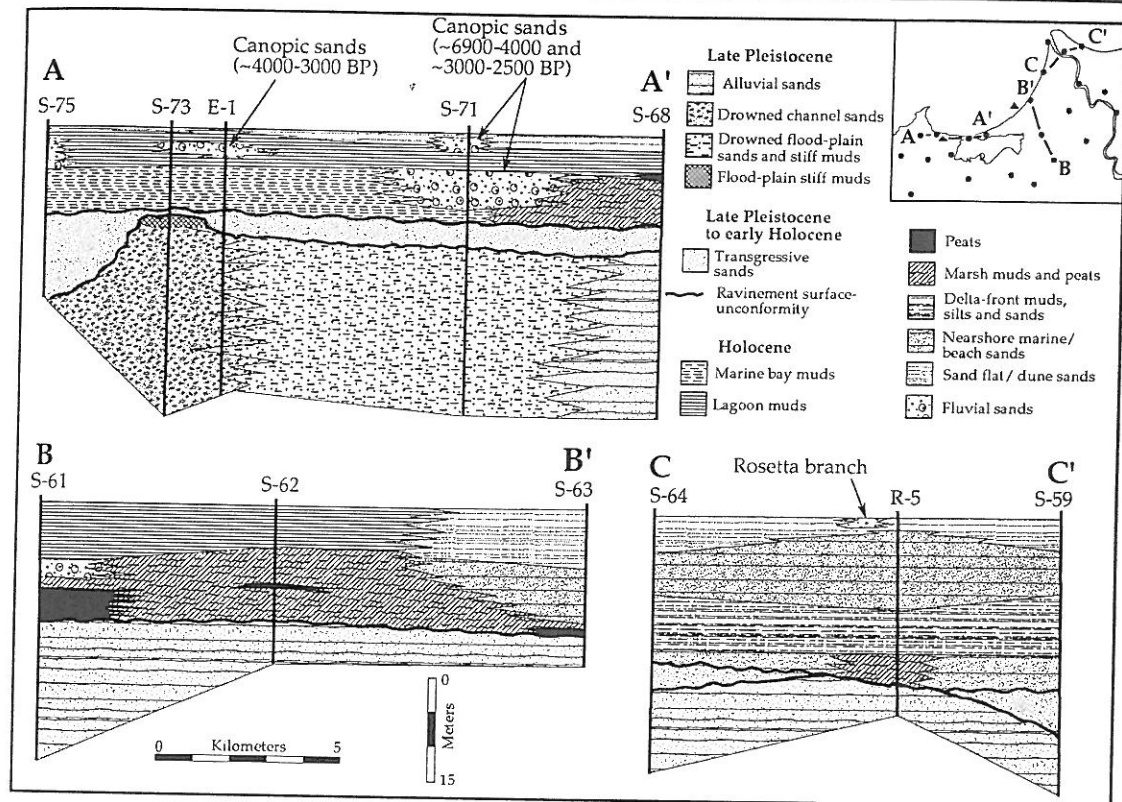 Canopic sands
(~4000-3000 BP)
Canopic sands
(~6900-4000 and
~3000-2500 BP)
A
A'
S-75
S-73
E-1
S-71
S-68
Late Pleistocene
Alluvial sands
Drowned channel sands
Drowned flood-plain
sands and stiff muds
Flood-plain stiff muds
Late Pleistocene
to early Holocene
Transgressive
sands
Ravinement surface-
unconformity
Holocene
Marine bay muds
Lagoon muds
C'
C
B'
A
A'
B
Peats
Marsh muds and peats
Delta-front muds,
silts and sands
Nearshore marine/
beach sands
Sand flat/dune sands
Fluvial sands
B
B'
S-61
S-62
S-63
0
Kilometers
5
0
Meters
15
C
C'
Rosetta branch
S-64
R-5
S-59